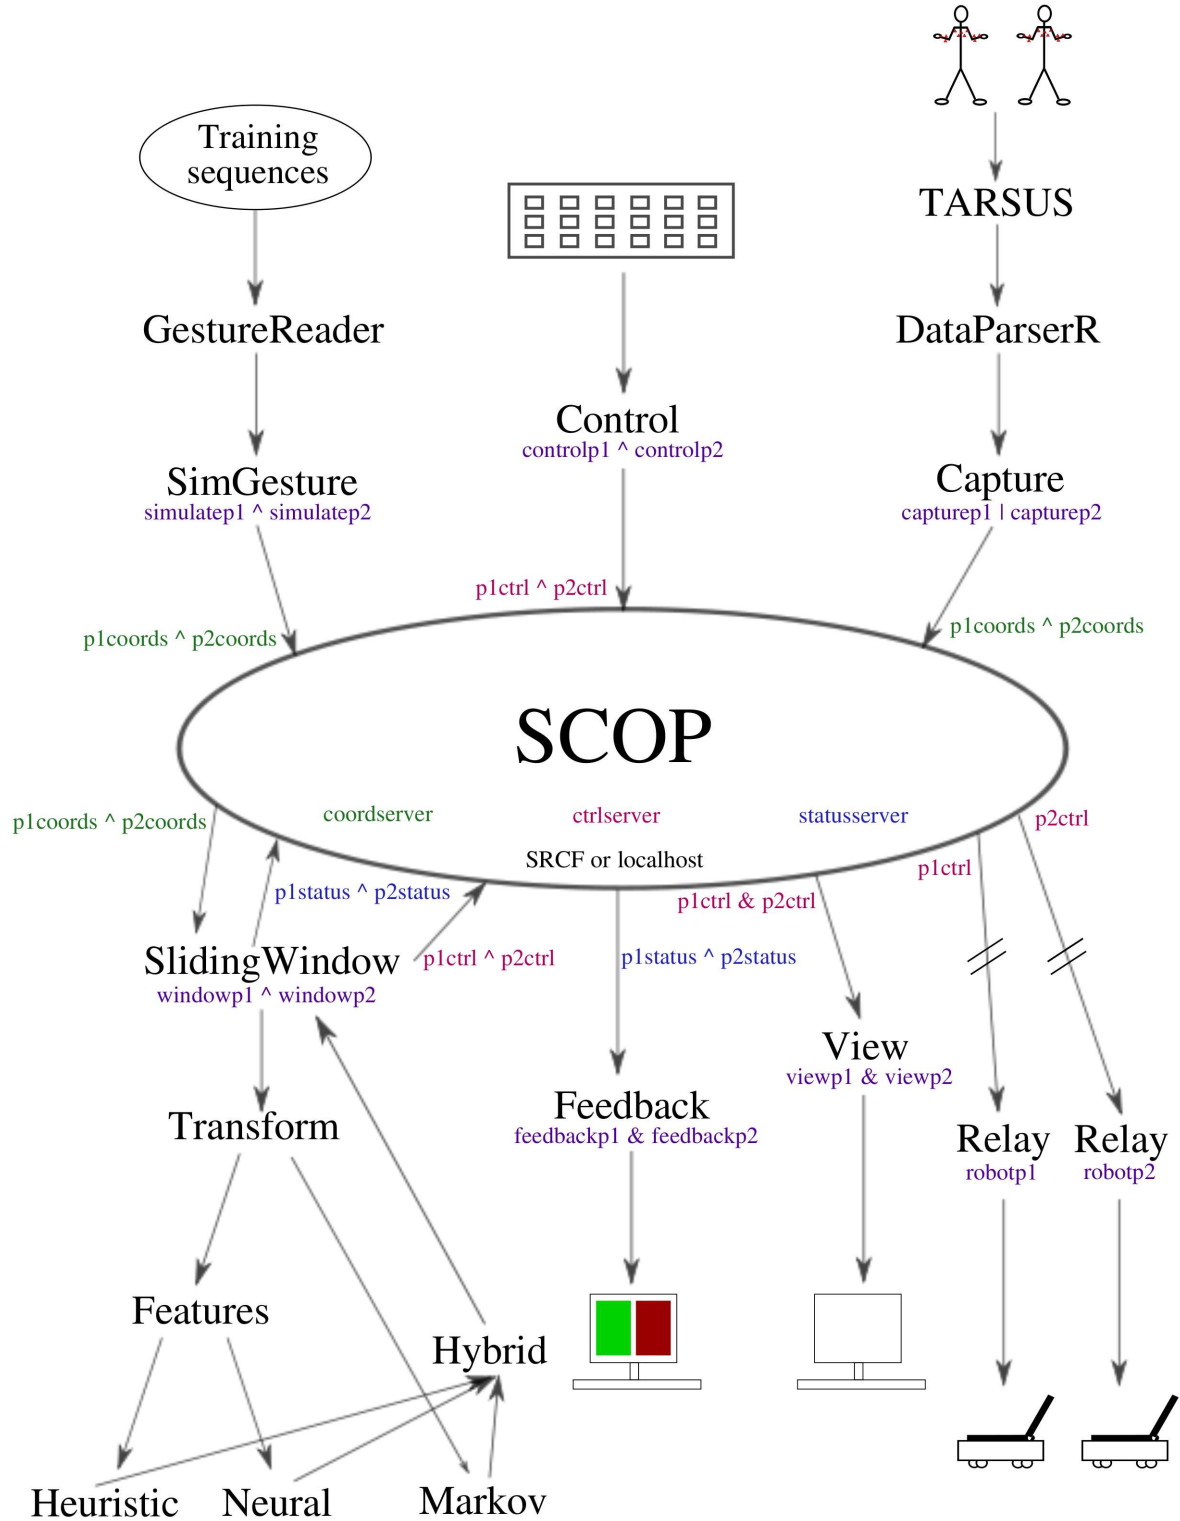 Training
sequences
TARSUS
GestureReader
DataParserR
Control
controlp1 ^ controlp2
SimGesture
simulatep1 ^ simulatep2
Capture
capturep1 | capturep2
p1ctrl ^ p2ctrl
p1coords ^ p2coords
p1coords ^ p2coords
SCOP
p1coords ^ p2coords
coordserver
ctrlserver
statusserver
p2ctrl
SRCF or localhost
p1ctrl
p1status ^ p2status
p1ctrl & p2ctrl
SlidingWindow
windowp1 ^ windowp2
p1ctrl ^ p2ctrl
p1status ^ p2status
View
viewp1 & viewp2
Transform
Feedback
feedbackp1 & feedbackp2
Relay
robotp1
Relay
robotp2
Features
Hybrid
Heuristic
Neural
Markov